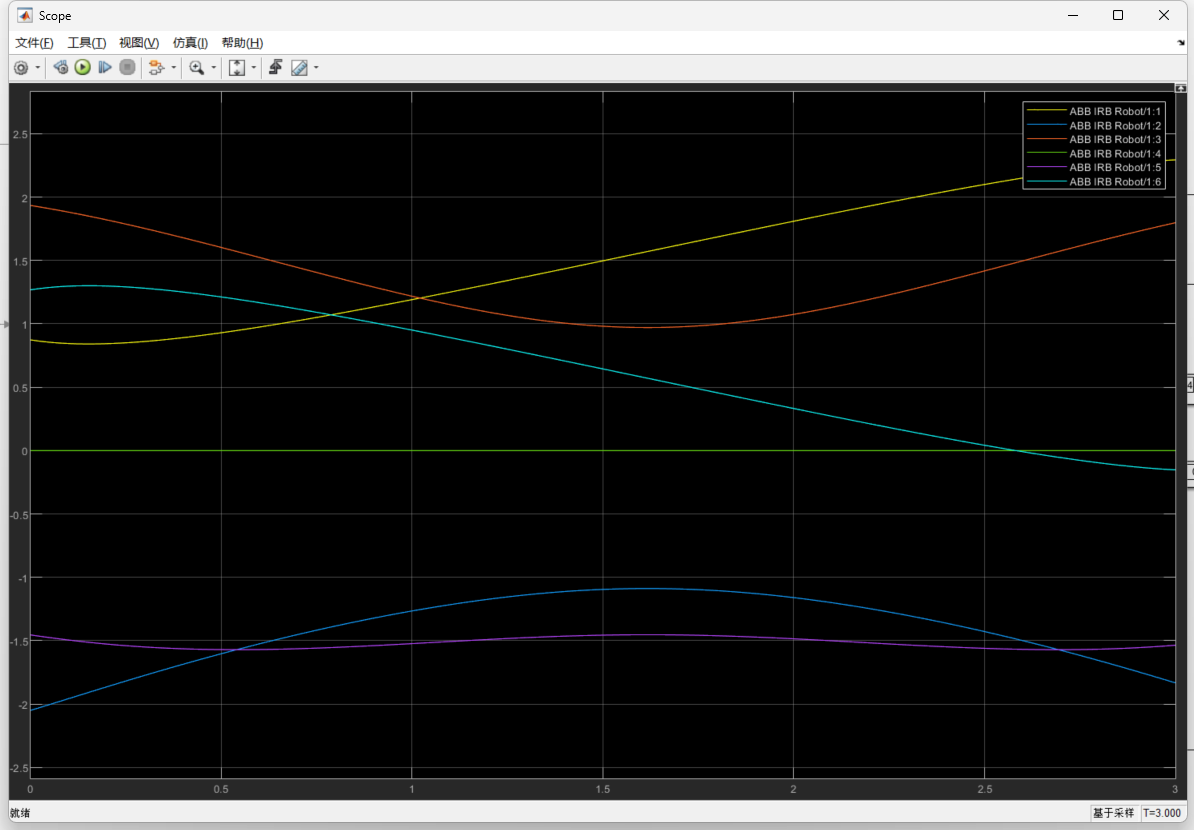 Scope
文件(F) 工具(T) 视图(V) 仿真(I) 帮助(H)
ABB IRB Robot/1:1
ABB IRB Robot/1:2
ABB IRB Robot/1:3
ABB IRB Robot/1:4
ABB IRB Robot/1:5
ABB IRB Robot/1:6
2.5
2
1.5
1
0.5
0
-0.5
-1
-1.5
-2
-2.5
0 0.5 1 1.5 2 2.5 3
就绪 基于采样 T=3.000